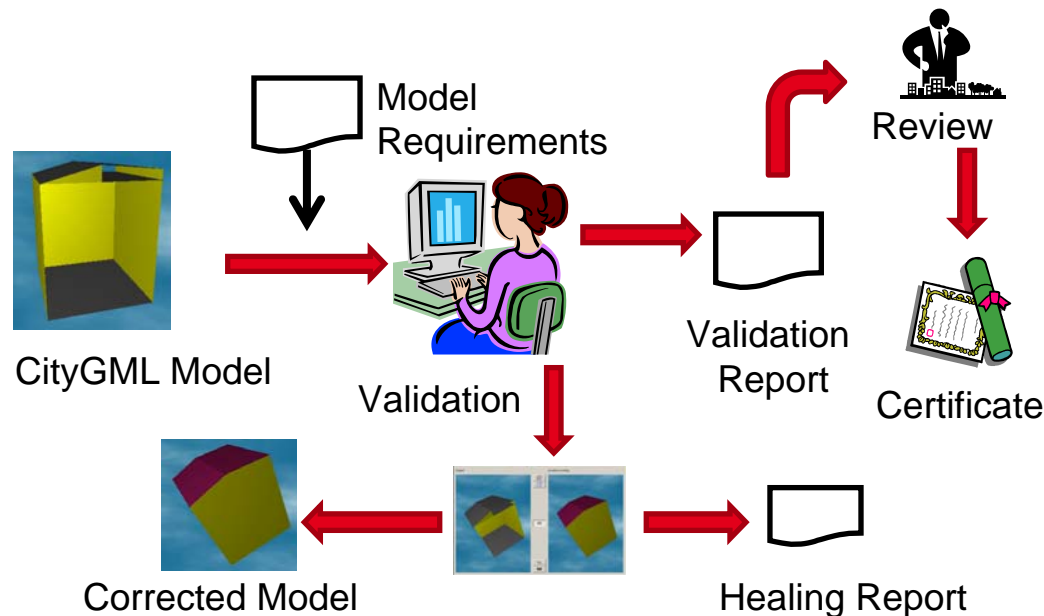 Model
Requirements
Review
CityGML Model
Validation
Validation
Report
Certificate
Corrected Model
Healing Report